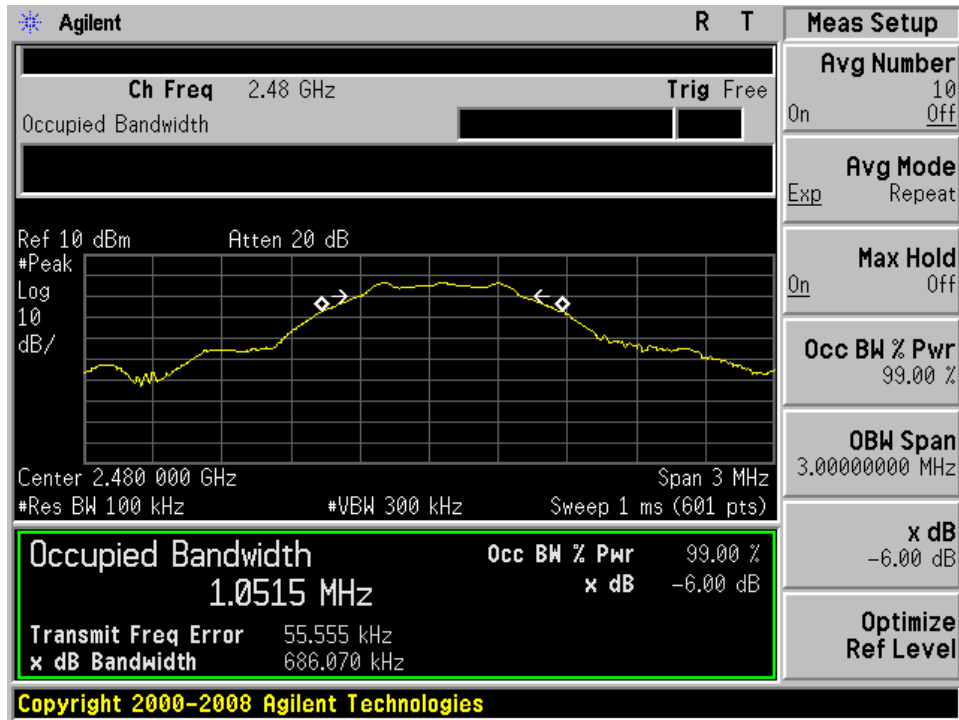 Agilent R T
Ch Freq 2.48 GHz Trig Free
Occupied Bandwidth
Ref 10 dBm Atten 20 dB
#Peak
Log
10
dB/
Center 2.480 000 GHz Span 3 MHz
#Res BW 100 kHz #VBW 300 kHz Sweep 1 ms (601 pts)
Occupied Bandwidth Occ BW % Pwr 99.00 %
1.0515 MHz x dB -6.00 dB
Transmit Freq Error 55.555 kHz
x dB Bandwidth 686.070 kHz
Copyright 2000-2008 Agilent Technologies
Meas Setup
Avg Number
10
On Off
Avg Mode
Exp Repeat
Max Hold
On Off
Occ BW % Pwr
99.00 %
OBW Span
3.00000000 MHz
x dB
-6.00 dB
Optimize
Ref Level